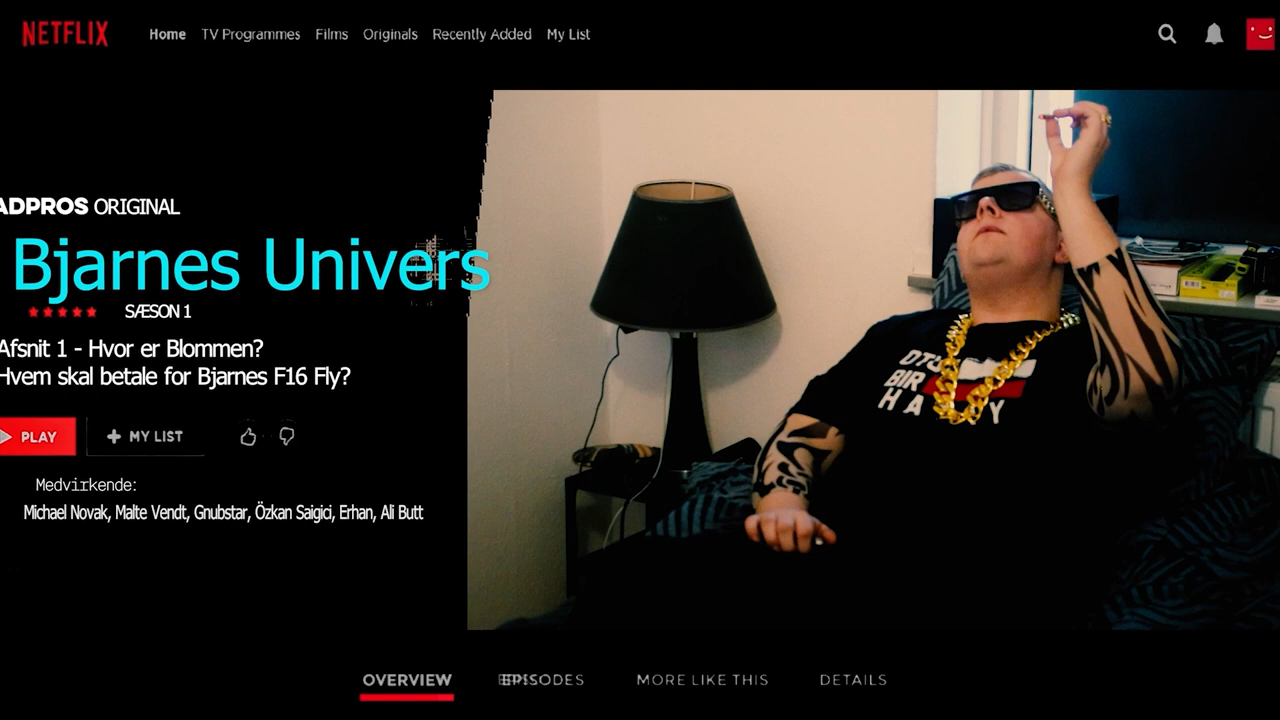 NETFLIX
Home TV Programmes Films Originals Recently Added My List
ADPROS ORIGINAL
Bjarnes Univers
SÆSON 1
Afsnit 1 - Hvor er Blommen?
Hvem skal betale for Bjarnes F16 Fly?
PLAY + MY LIST
Medvirkende:
Michael Novak, Malte Vendt, Gnubstar, Özkan Saigici, Erhan, Ali Butt
BIR
OVERVIEW EPISODES MORE LIKE THIS DETAILS